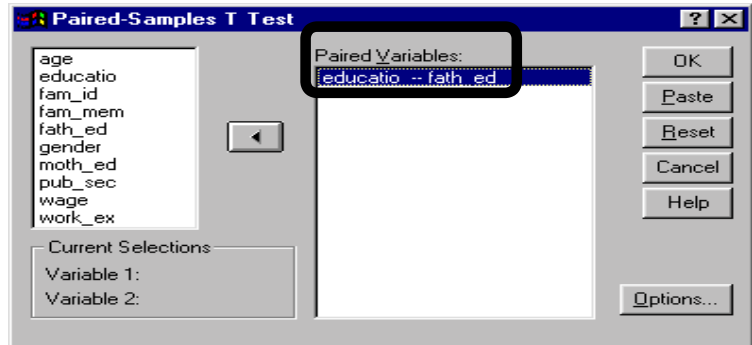 Paired-Samples T Test
age
educatio
fam_id
fam_mem
fath_ed
gender
moth_ed
pub_sec
wage
work_ex
Current Selections
Variable 1:
Variable 2:
Paired Variables:
educatio -- fath_ed
OK
Paste
Reset
Cancel
Help
Options...